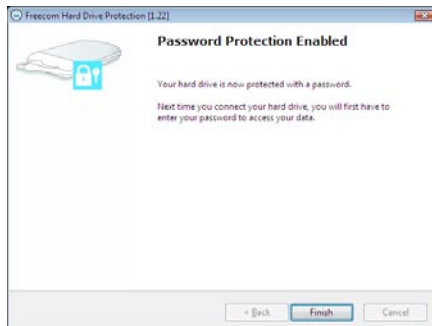 Freecom Hard Drive Protection [1.22]
Password Protection Enabled
Your hard drive is now protected with a password.
Next time you connect your hard drive, you will first have to
enter your password to access your data.
< Back
Finish
Cancel